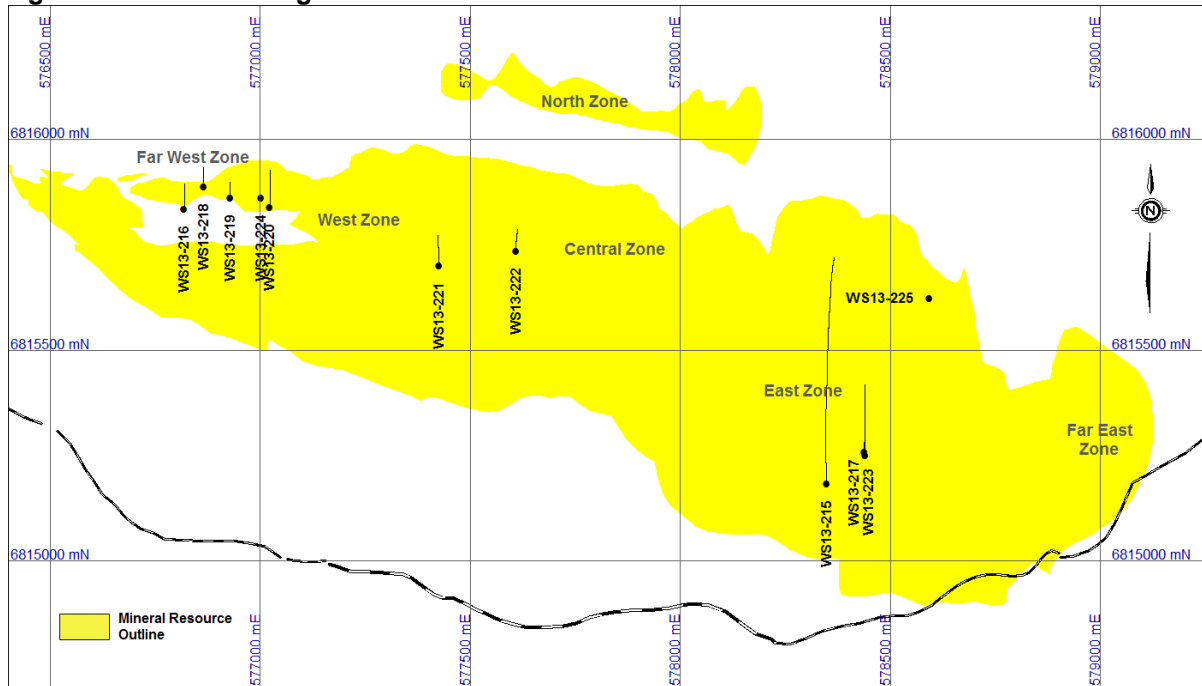 576500 mE
577000 mE
577500 mE
578000 mE
578500 mE
579000 mE
North Zone
6816000 mN
6816000 mN
Far West Zone
N
West Zone
Central Zone
WS13-216
WS13-218
WS13-219
WS13-224
WS13-220
WS13-221
WS13-222
WS13-225
6815500 mN
6815500 mN
East Zone
Far East
Zone
WS13-215
WS13-217
WS13-223
6815000 mN
6815000 mN
Mineral Resource
Outline
577000 mE
577500 mE
578000 mE
578500 mE
579000 mE